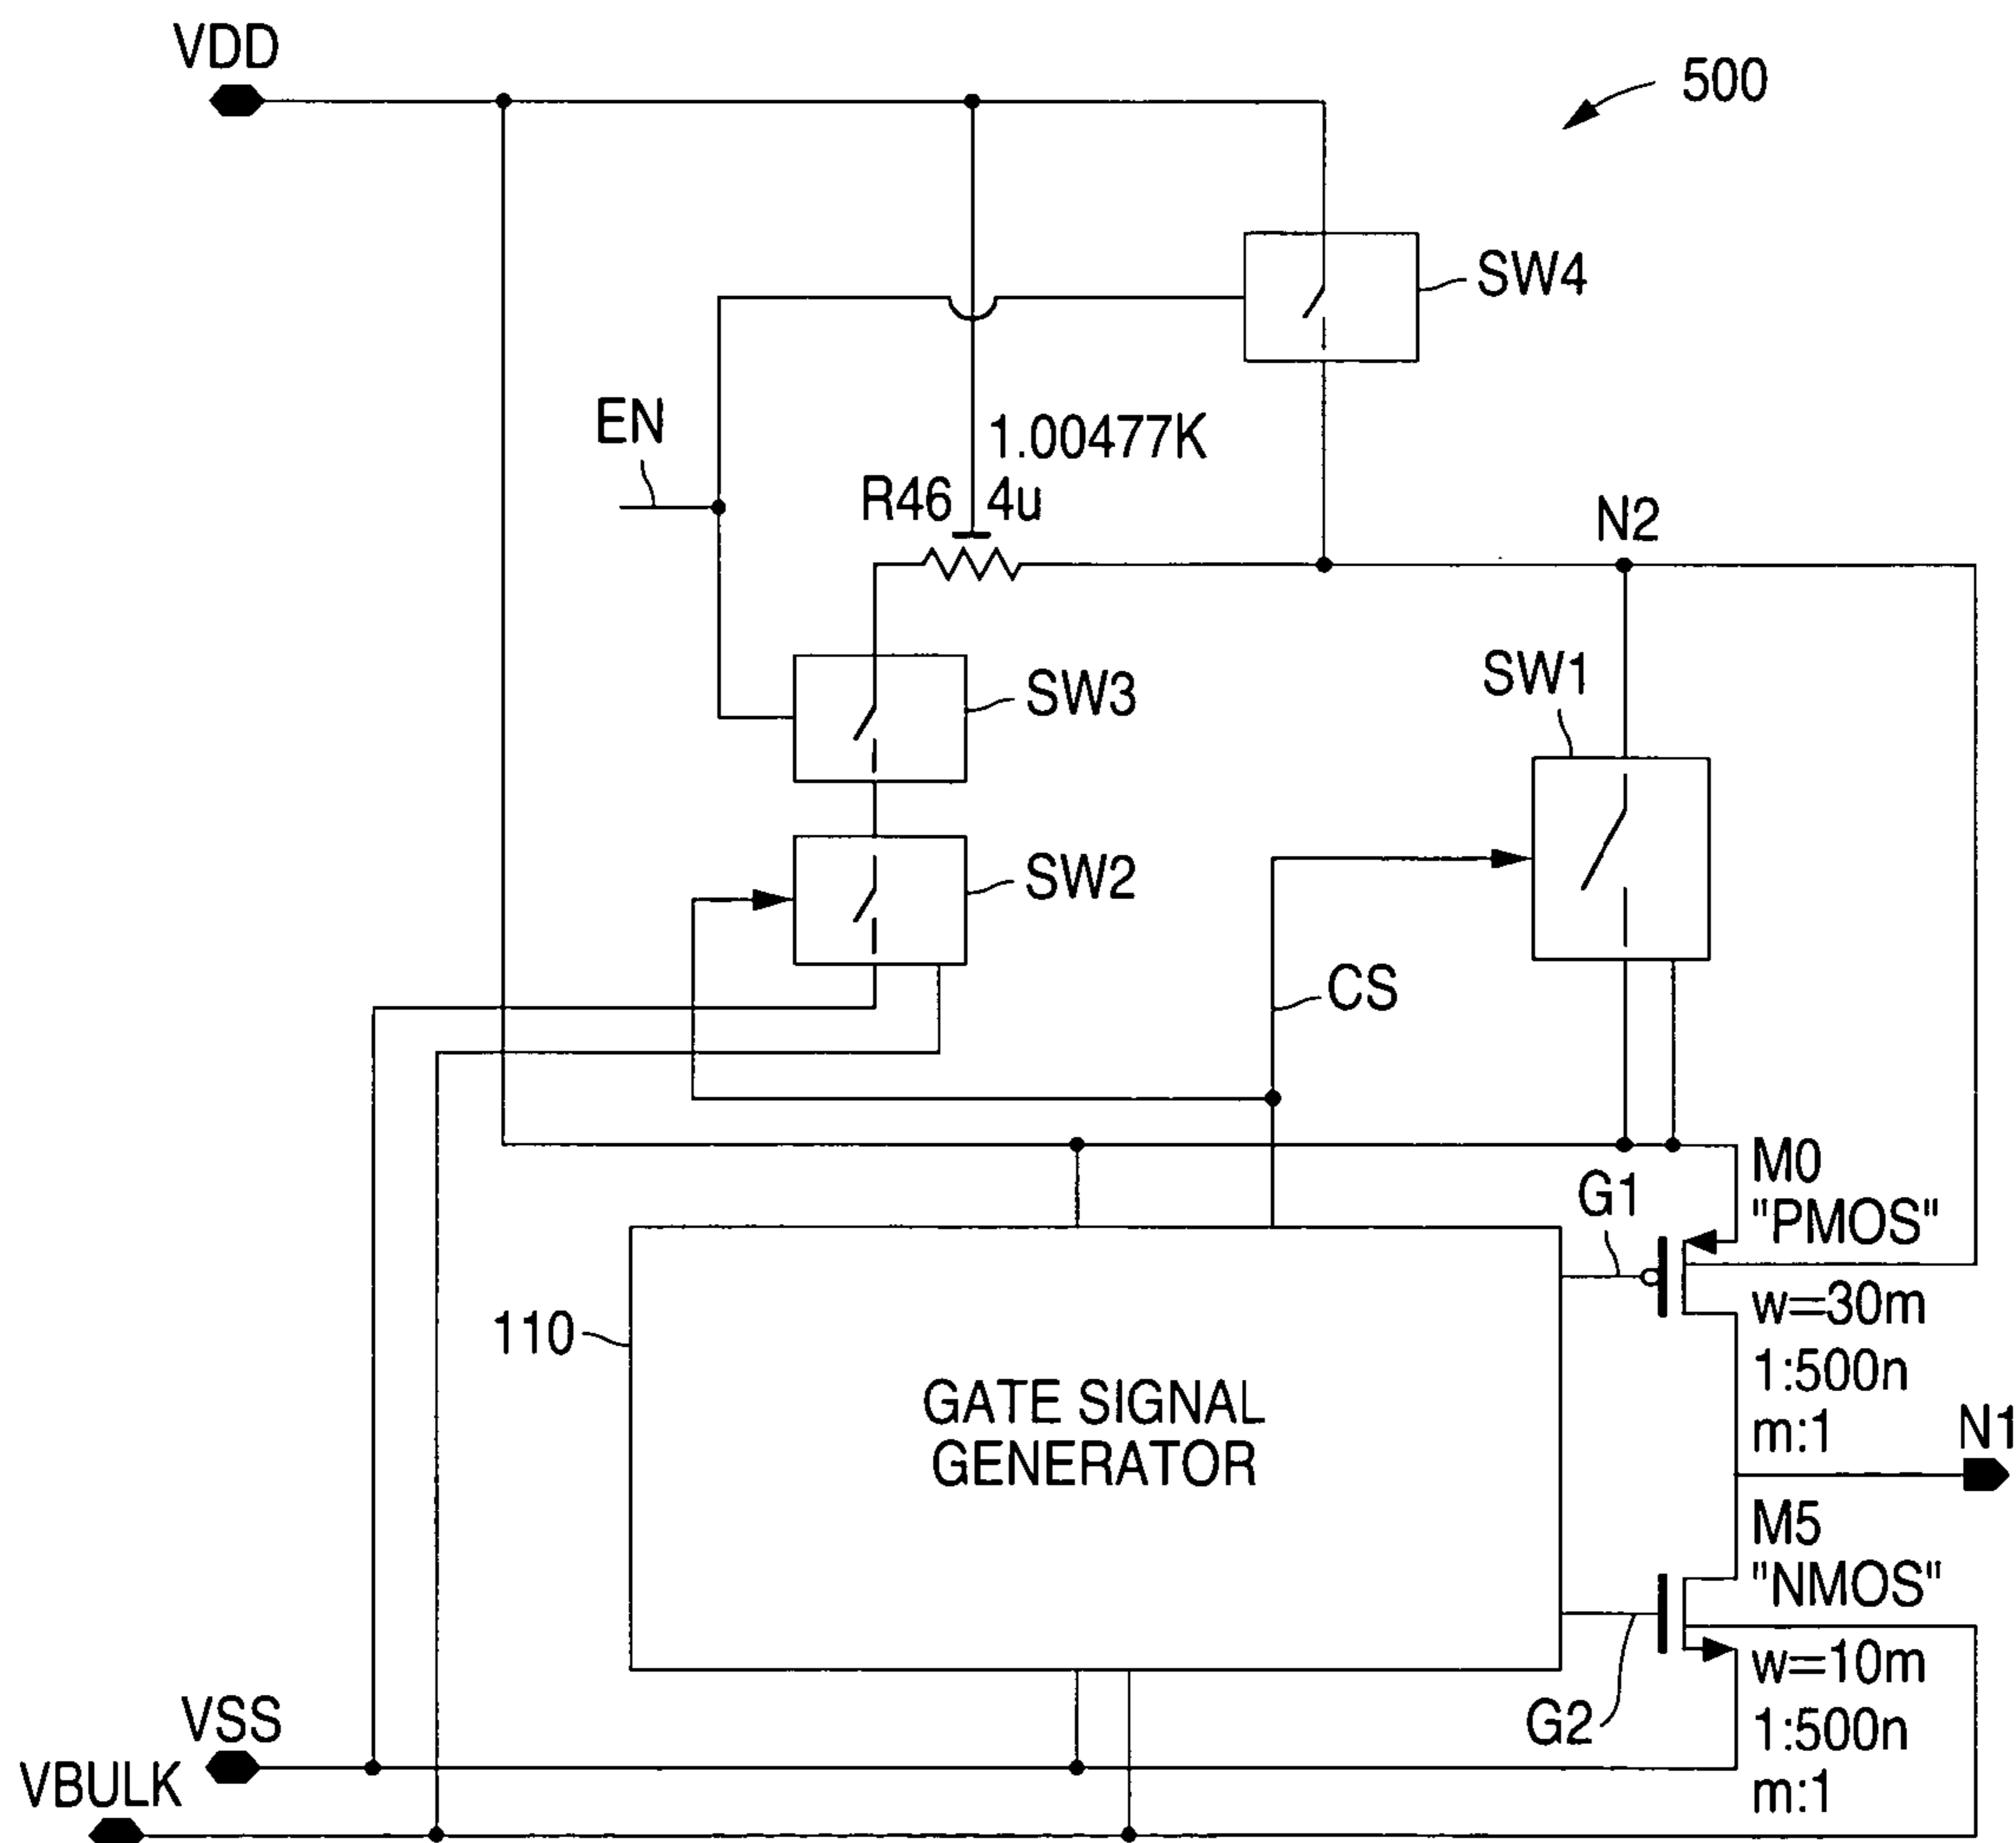 VDD
500
SW4
EN
1.00477K
R46 4u
N2
SW3
SW1
SW2
CS
M0
"PMOS"
G1
w=30m
1:500n
m:1
110
GATE SIGNAL
GENERATOR
N1
M5
"NMOS"
w=10m
1:500n
m:1
G2
VSS
VBULK